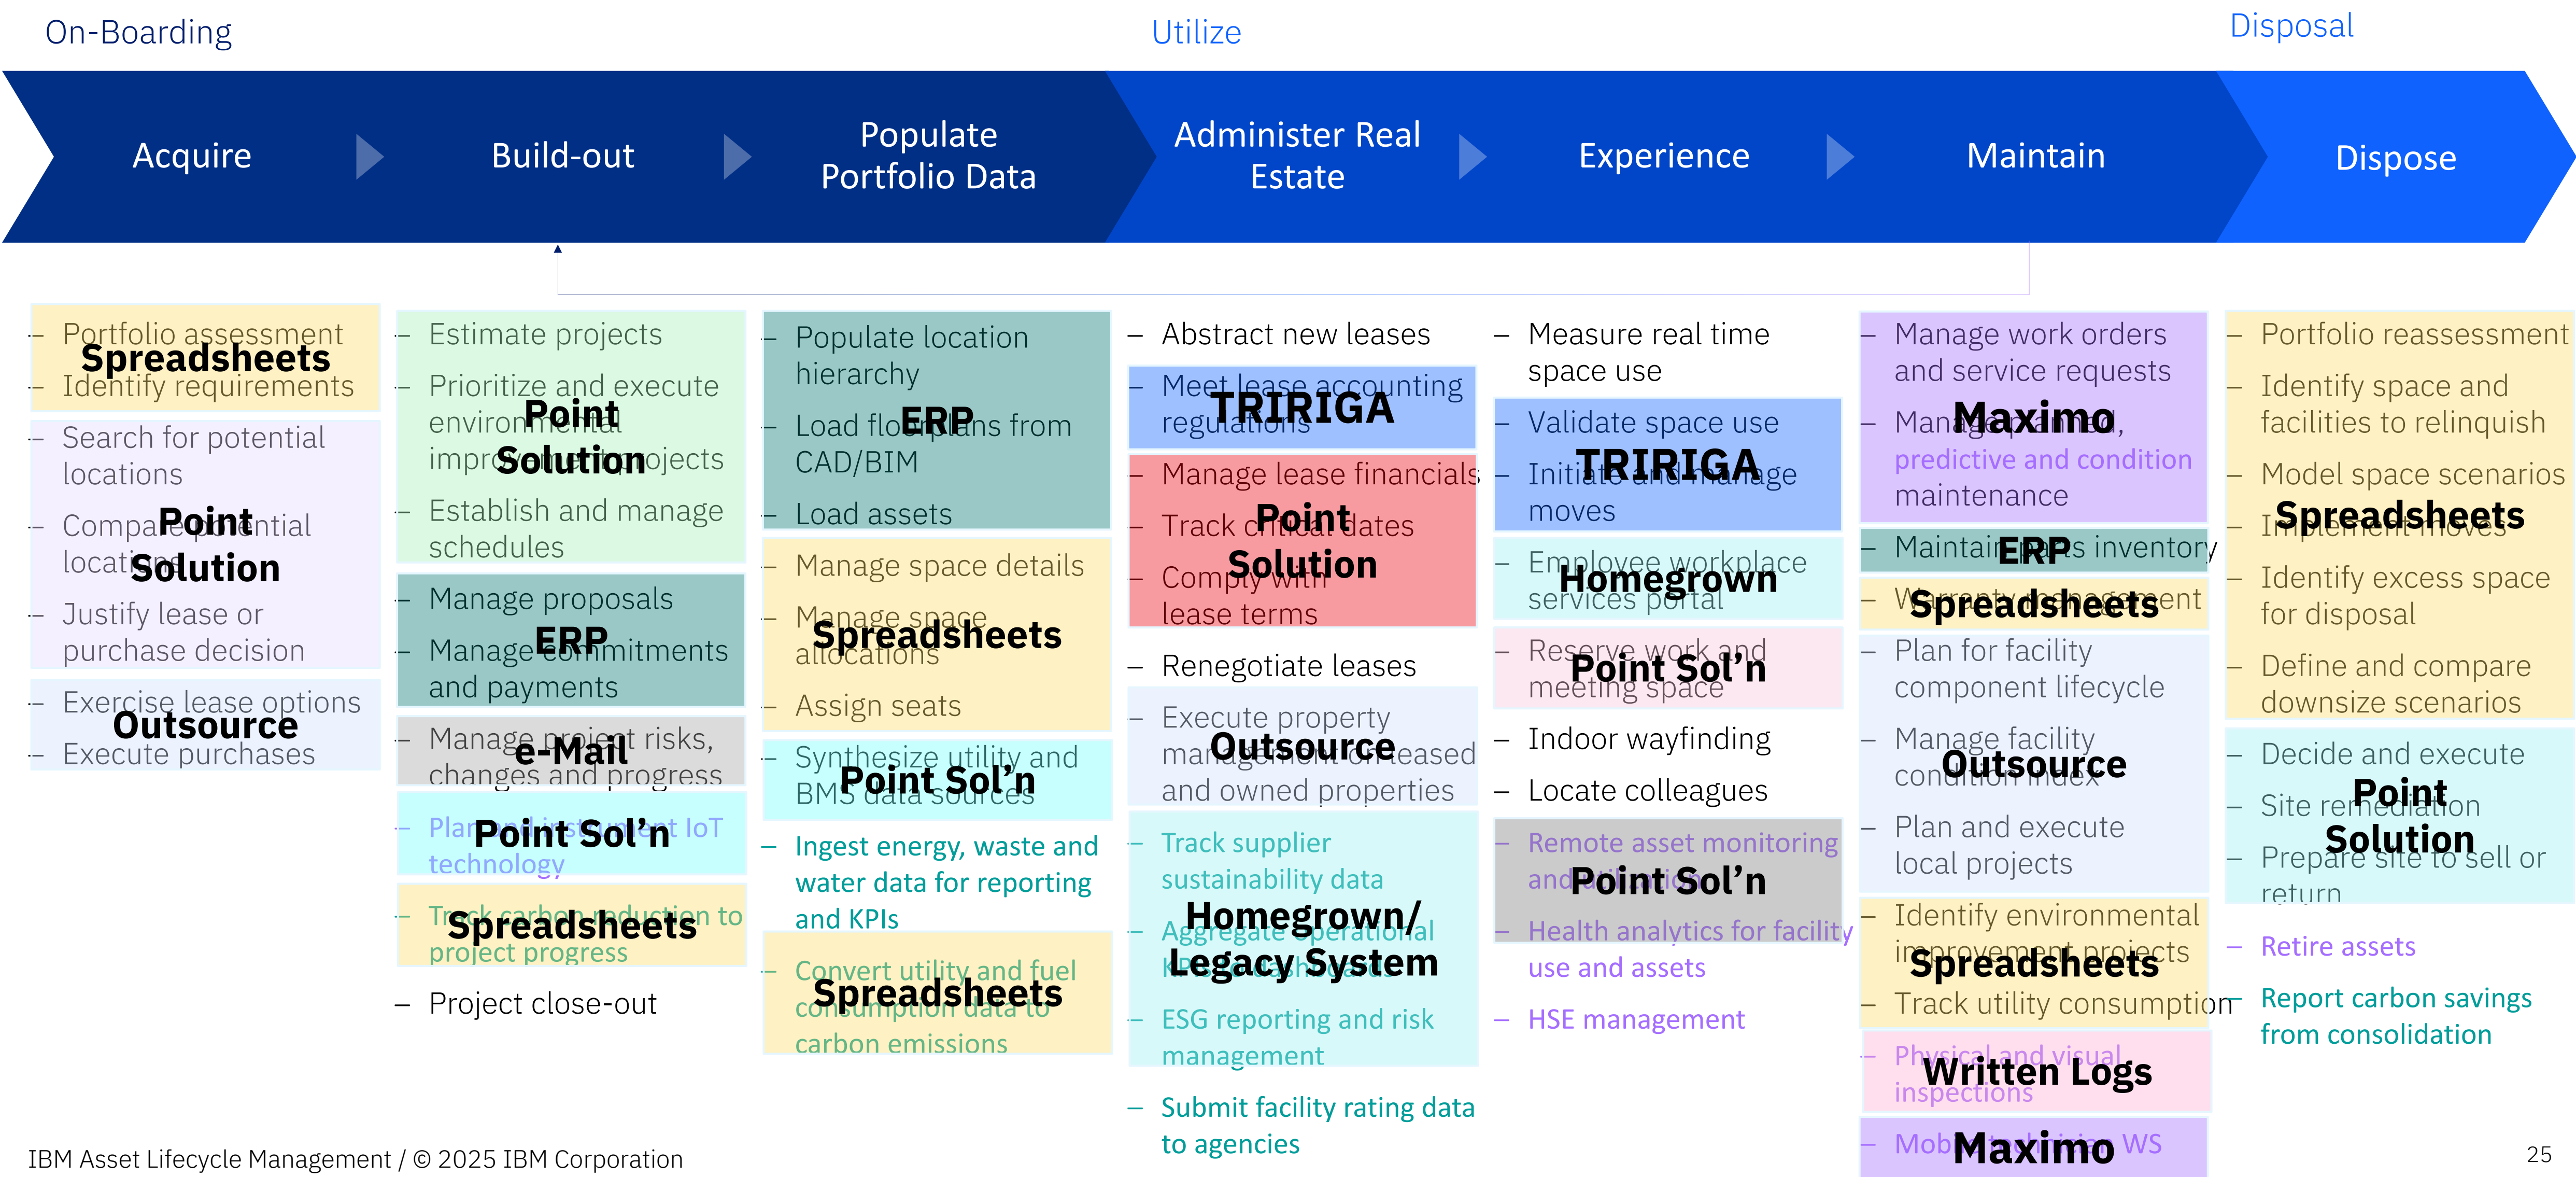 On-Boarding
Utilize
Disposal
Acquire
Build-out
Populate
Portfolio Data
Administer Real
Estate
Experience
Maintain
Dispose
– Portfolio assessment
Spreadsheets
– Identify requirements
– Search for potential
locations
– Compare potential
locations
Point
Solution
– Justify lease or
purchase decision
– Exercise lease options
Outsource
– Execute purchases
– Estimate projects
– Prioritize and execute
environmental
improvement projects
Point
Solution
– Establish and manage
schedules
– Manage proposals
ERP
– Manage commitments
and payments
– Manage project risks,
changes and progress
e-Mail
– Plan and instrument IoT
technology
Point Sol’n
– Track carbon reduction to
project progress
Spreadsheets
– Project close-out
– Populate location
hierarchy
– Load floorplans from
CAD/BIM
ERP
– Load assets
– Manage space details
– Manage space
allocations
Spreadsheets
– Assign seats
– Synthesize utility and
BMS data sources
Point Sol’n
– Ingest energy, waste and
water data for reporting
and KPIs
– Convert utility and fuel
consumption data to
carbon emissions
Spreadsheets
– Abstract new leases
– Meet lease accounting
regulations
TRIRIGA
– Manage lease financials
– Track critical dates
Point
Solution
– Comply with
lease terms
– Renegotiate leases
– Execute property
management on leased
and owned properties
Outsource
– Track supplier
sustainability data
– Aggregate operational
KPIs to dashboards
Homegrown/
Legacy System
– ESG reporting and risk
management
– Submit facility rating data
to agencies
– Measure real time
space use
– Validate space use
TRIRIGA
– Initiate and manage
moves
– Employee workplace
services portal
Homegrown
– Reserve work and
meeting space
Point Sol’n
– Indoor wayfinding
– Locate colleagues
– Remote asset monitoring
and utilization
Point Sol’n
– Health analytics for facility
use and assets
– HSE management
– Manage work orders
and service requests
– Manage planned,
predictive and condition
maintenance
Maximo
– Maintain parts inventory
ERP
– Warranty management
Spreadsheets
– Plan for facility
component lifecycle
– Manage facility
condition index
Outsource
– Plan and execute
local projects
– Identify environmental
improvement projects
Spreadsheets
– Track utility consumption
– Physical and visual
inspections
Written Logs
– Mobile technician WS
Maximo
– Portfolio reassessment
– Identify space and
facilities to relinquish
– Model space scenarios
Spreadsheets
– Implement moves
– Identify excess space
for disposal
– Define and compare
downsize scenarios
– Decide and execute
– Site remediation
Point
Solution
– Prepare site to sell or
return
– Retire assets
– Report carbon savings
from consolidation
IBM Asset Lifecycle Management / © 2025 IBM Corporation
25